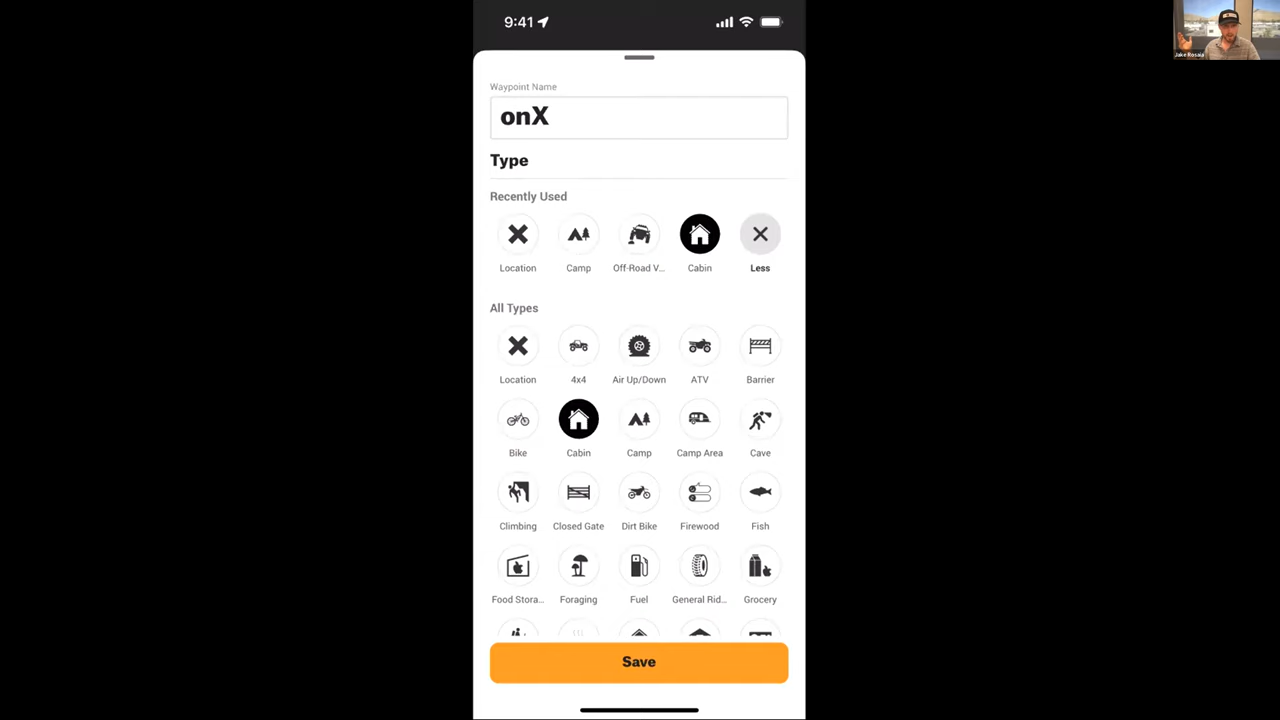 9:41
Jake Rosaia
Waypoint Name
onX
Type
Recently Used
Location Camp Off-Road V... Cabin Less
All Types
Location 4x4 Air Up/Down ATV Barrier
Bike Cabin Camp Camp Area Cave
Climbing Closed Gate Dirt Bike Firewood Fish
Food Stora... Foraging Fuel General Rid... Grocery
Save